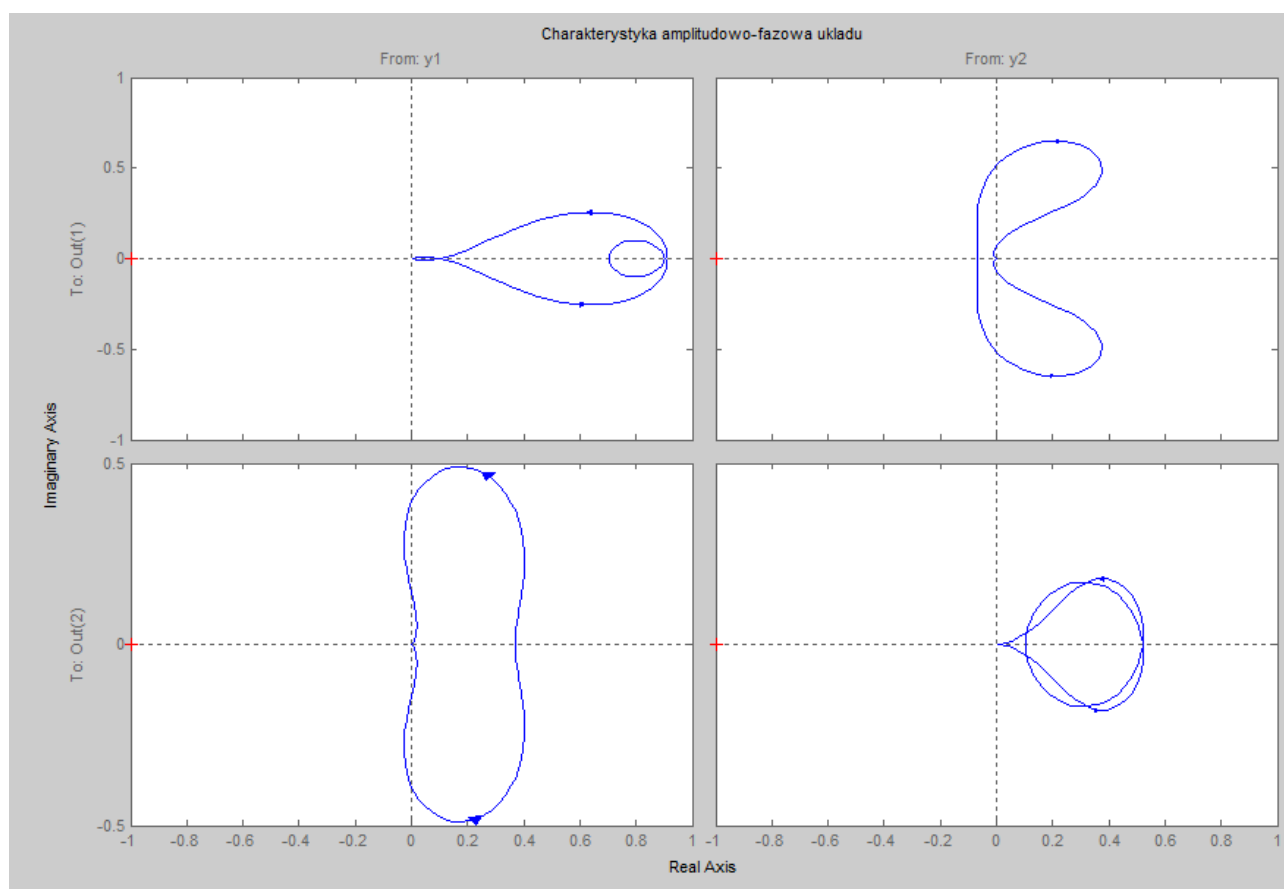 Charakterystyka amplitudowo-fazowa ukladu
From: y1
From: y2
Imaginary Axis
To: Out(1)
1
0.5
0
-0.5
-1
To: Out(2)
0.5
0
-0.5
-1 -0.8 -0.6 -0.4 -0.2 0 0.2 0.4 0.6 0.8 1
-1 -0.8 -0.6 -0.4 -0.2 0 0.2 0.4 0.6 0.8 1
Real Axis